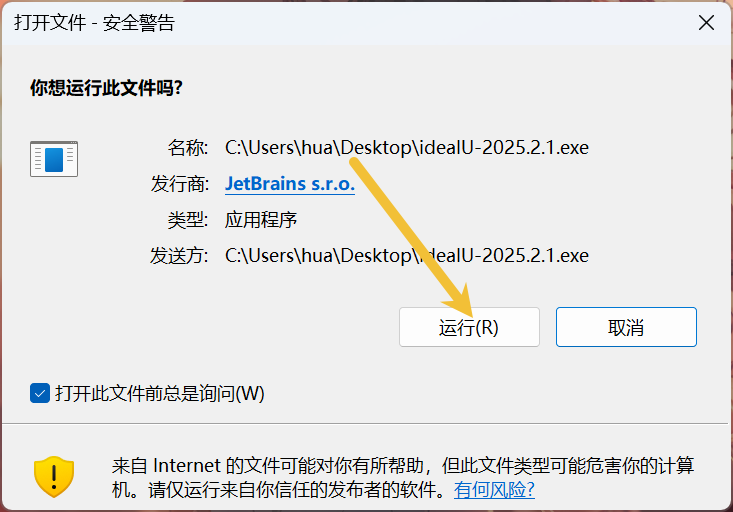 打开文件 - 安全警告
你想运行此文件吗?
名称: C:\Users\hua\Desktop\ideaIU-2025.2.1.exe
发行商: JetBrains s.r.o.
类型: 应用程序
发送方: C:\Users\hua\Desktop\ideaIU-2025.2.1.exe
运行(R) 取消
打开此文件前总是询问(W)
来自 Internet 的文件可能对你有所帮助，但此文件类型可能危害你的计算
机。请仅运行来自你信任的发布者的软件。有何风险?